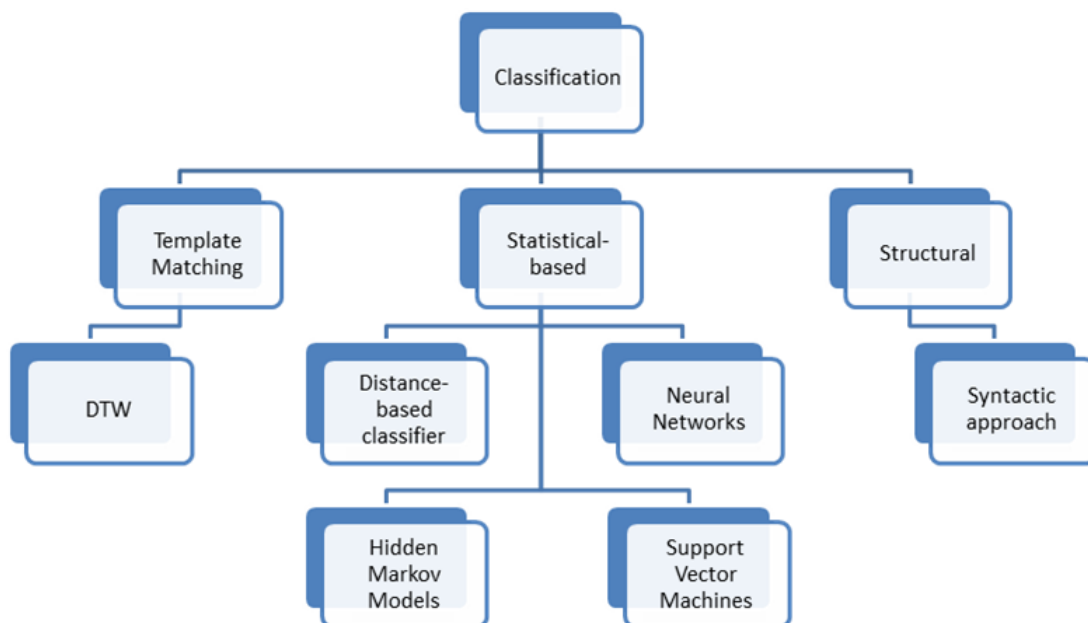 Classification
Template
Matching
Statistical-
based
Structural
DTW
Distance-
based
classifier
Neural
Networks
Syntactic
approach
Hidden
Markov
Models
Support
Vector
Machines